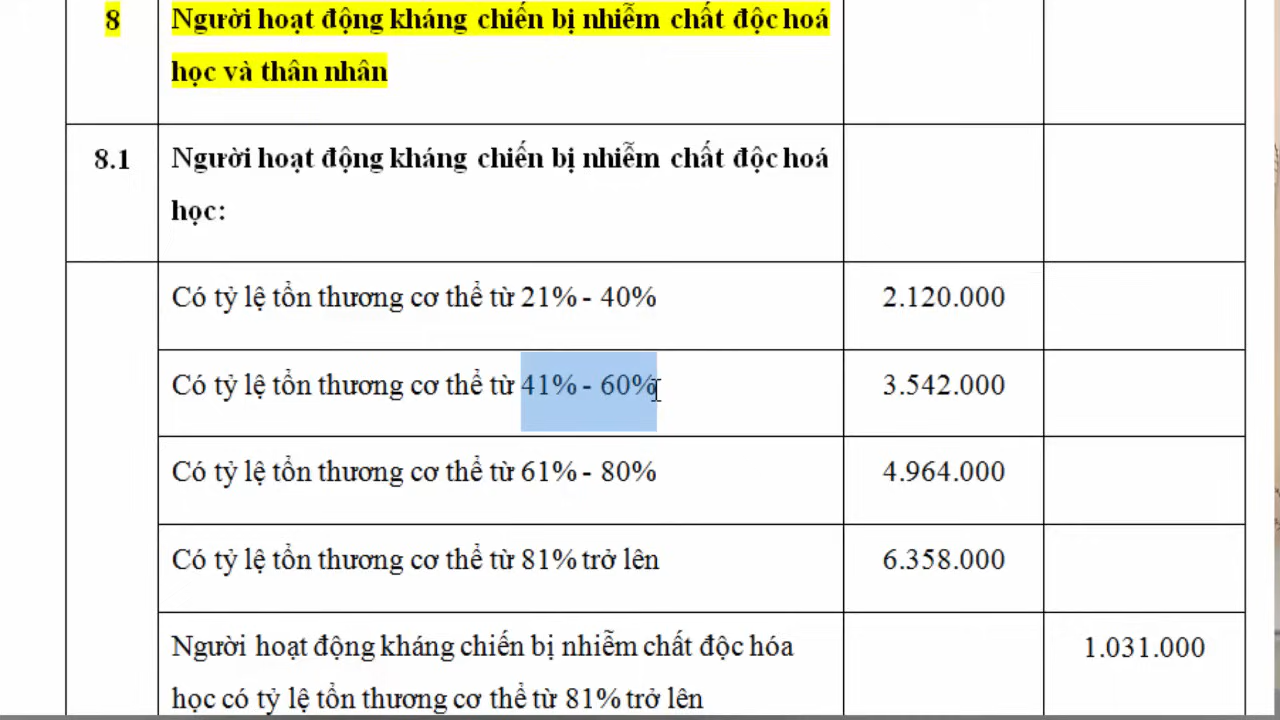 8 Người hoạt động kháng chiến bị nhiễm chất độc hoá
học và thân nhân
8.1 Người hoạt động kháng chiến bị nhiễm chất độc hoá
học:
Có tỷ lệ tổn thương cơ thể từ 21% - 40% 2.120.000
Có tỷ lệ tổn thương cơ thể từ 41% - 60% 3.542.000
Có tỷ lệ tổn thương cơ thể từ 61% - 80% 4.964.000
Có tỷ lệ tổn thương cơ thể từ 81% trở lên 6.358.000
Người hoạt động kháng chiến bị nhiễm chất độc hóa 1.031.000
học có tỷ lệ tổn thương cơ thể từ 81% trở lên